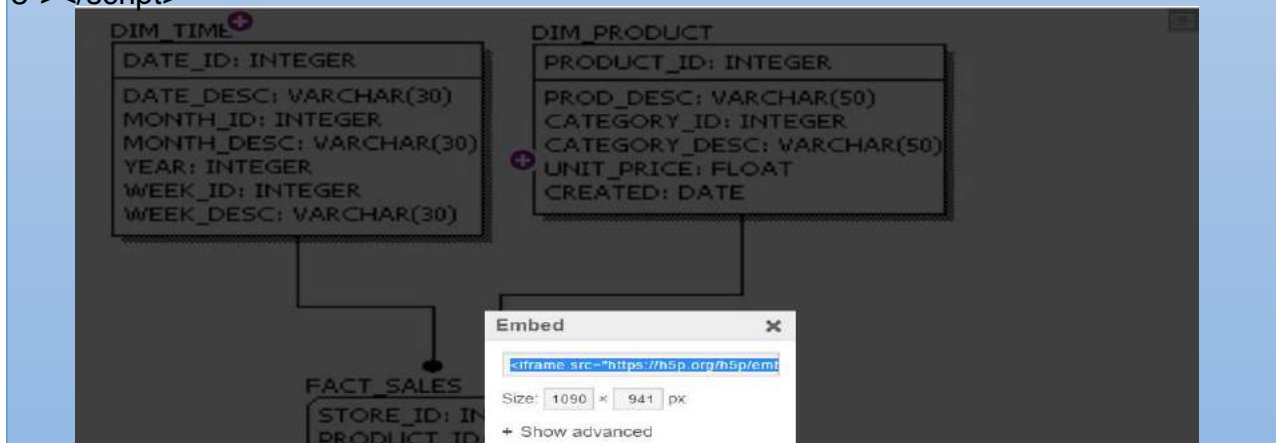 ></script>
DIM_TIME
DATE_ID: INTEGER
DATE_DESC: VARCHAR(30)
MONTH_ID: INTEGER
MONTH_DESC: VARCHAR(30)
YEAR: INTEGER
WEEK_ID: INTEGER
WEEK_DESC: VARCHAR(30)
DIM_PRODUCT
PRODUCT_ID: INTEGER
PROD_DESC: VARCHAR(50)
CATEGORY_ID: INTEGER
CATEGORY_DESC: VARCHAR(50)
UNIT_PRICE: FLOAT
CREATED: DATE
FACT_SALES
STORE_ID: IN
PRODUCT_ID
Embed
<iframe src="https://h5p.org/h5p/emb
Size: 1090 × 941 px
+ Show advanced